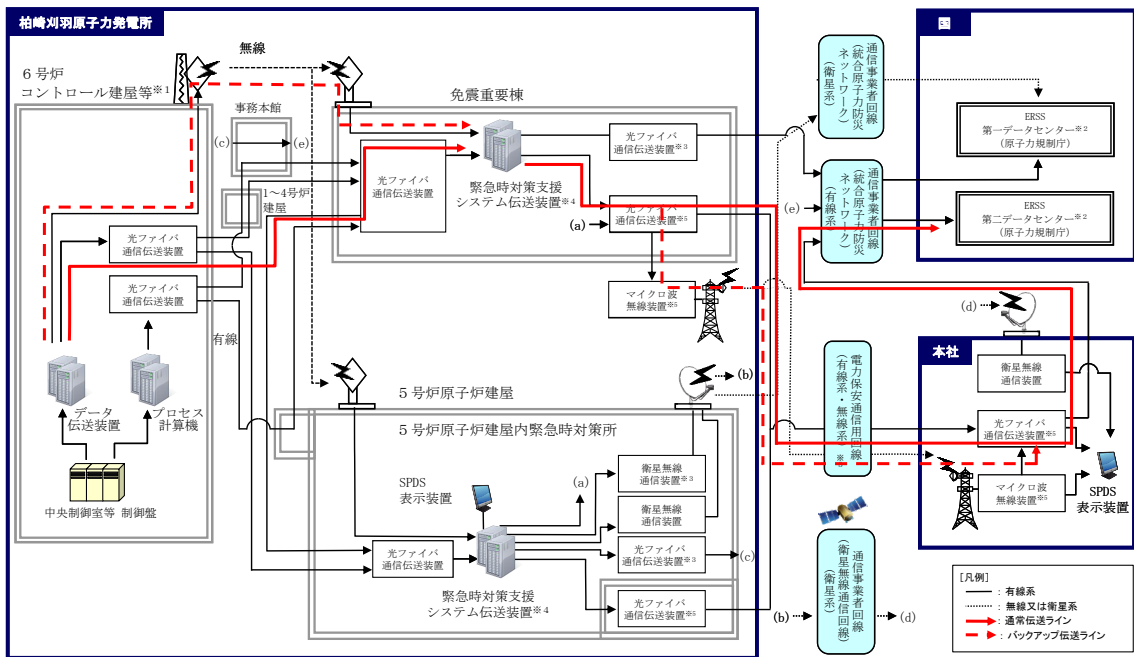 柏崎刈羽原子力発電所
6号炉
コントロール建屋等※1
無線
事務本館
(c)
(e)
1～4号炉
建屋
光ファイバ
通信伝送装置
光ファイバ
通信伝送装置
有線
データ
伝送装置
プロセス
計算機
中央制御室等 制御盤
免震重要棟
光ファイバ
通信伝送装置
緊急時対策支援
システム伝送装置※4
光ファイバ
通信伝送装置※3
(a)
光ファイバ
通信伝送装置※5
マイクロ波
無線装置※5
5号炉原子炉建屋
(b)
5号炉原子炉建屋内緊急時対策所
SPDS
表示装置
(a)
衛星無線
通信装置※3
衛星無線
通信装置
光ファイバ
通信伝送装置
光ファイバ
通信伝送装置※3
(c)
緊急時対策支援
システム伝送装置※4
光ファイバ
通信伝送装置※5
通信事業者回線
(統合原子力防災
ネットワーク)
(衛星系)
(e)
通信事業者回線
(統合原子力防災
ネットワーク)
(有線系)
電力保安通信用回線
(有線系・無線系)
(b)
通信事業者回線
(衛星無線通信回線)
(衛星系)
(d)
国
ERSS
第一データセンター※2
(原子力規制庁)
ERSS
第二データセンター※2
(原子力規制庁)
(d)
本社
衛星無線
通信装置
光ファイバ
通信伝送装置※5
マイクロ波
無線装置※5
SPDS
表示装置
[凡例]
：有線系
：無線又は衛星系
：通常伝送ライン
：バックアップ伝送ライン